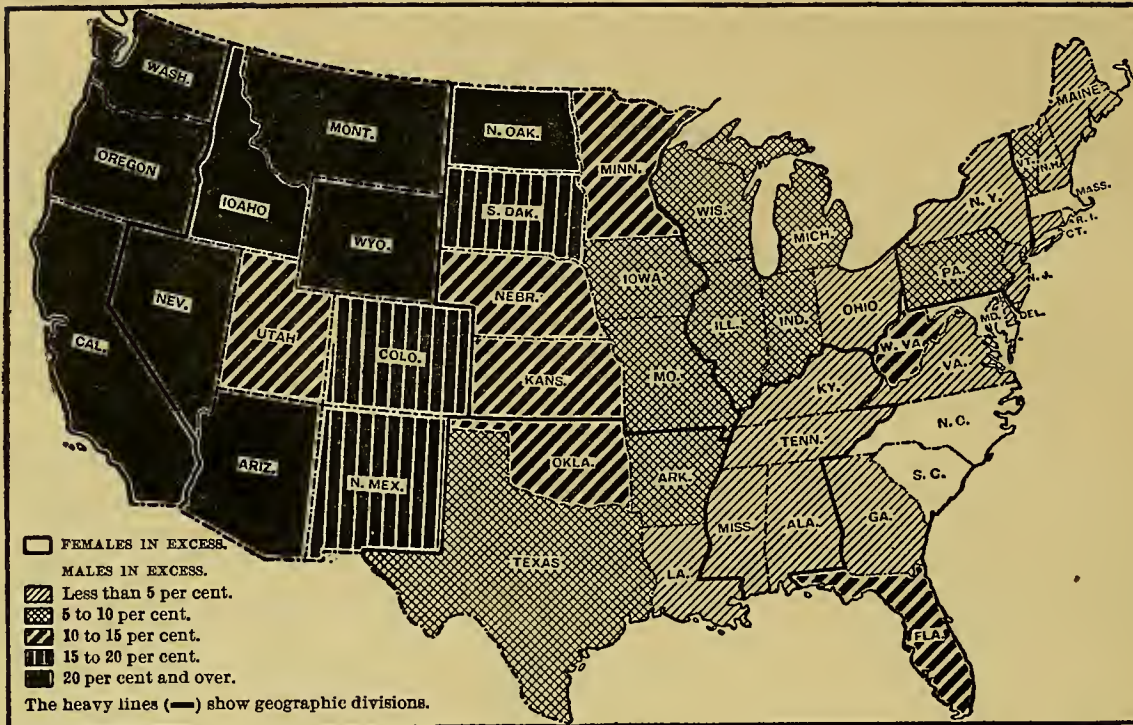 WASH.
MONT.
N. OAK.
MINN.
MAINE
OREGON
IOAHO
S. DAK.
WIS.
MICH.
VT.
N.H.
N. Y.
MASS.
R. I.
CT.
WYO.
NEBR.
IOWA
PA.
N. J.
NEV.
UTAH
COLO.
KANS.
MO.
ILL.
IND.
OHIO
W. VA.
MD.
DEL.
VA.
CAL.
KY.
N. C.
ARIZ.
N. MEX.
OKLA.
ARK.
TENN.
S. C.
TEXAS
LA.
MISS.
ALA.
GA.
FLA.
FEMALES IN EXCESS.
MALES IN EXCESS.
Less than 5 per cent.
5 to 10 per cent.
10 to 15 per cent.
15 to 20 per cent.
20 per cent and over.
The heavy lines (▬) show geographic divisions.